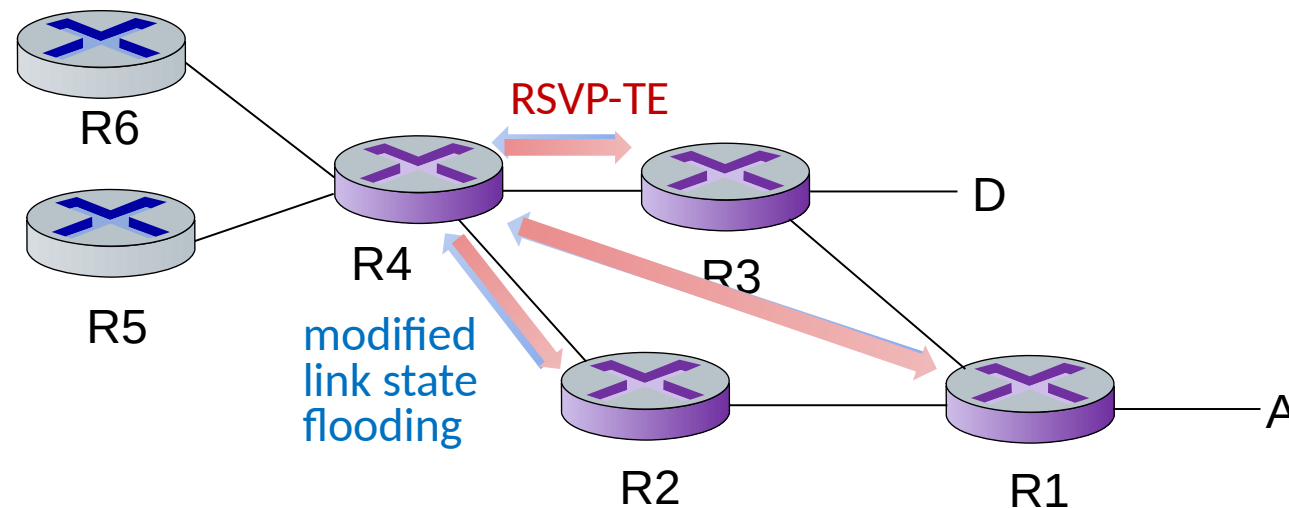 RSVP-TE
R6
D
R4
R3
R5
modified
link state
flooding
A
R2
R1